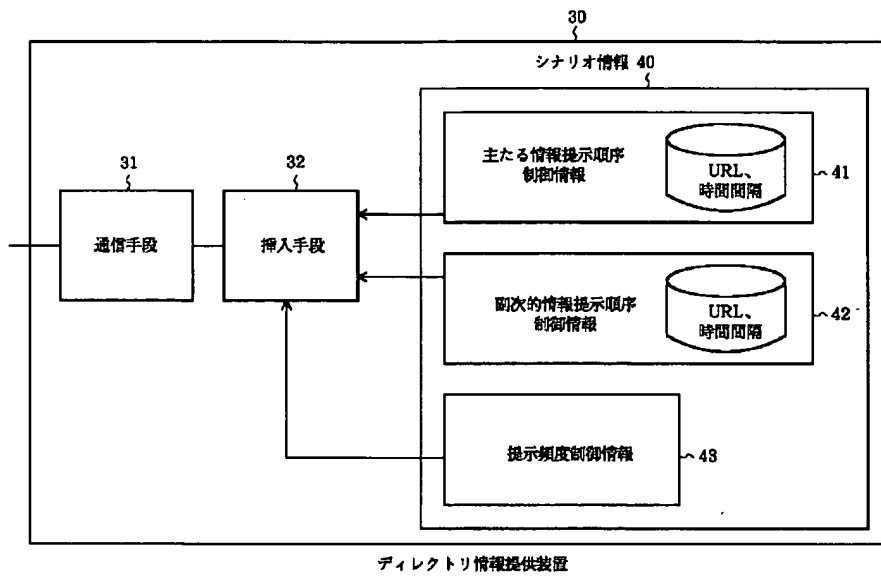 30
シナリオ情報 40
主たる情報提示順序
制御情報
URL、
時間間隔
41
31
通信手段
32
挿入手段
副次的情報提示順序
制御情報
URL、
時間間隔
42
提示頻度制御情報
43
ディレクトリ情報提供装置